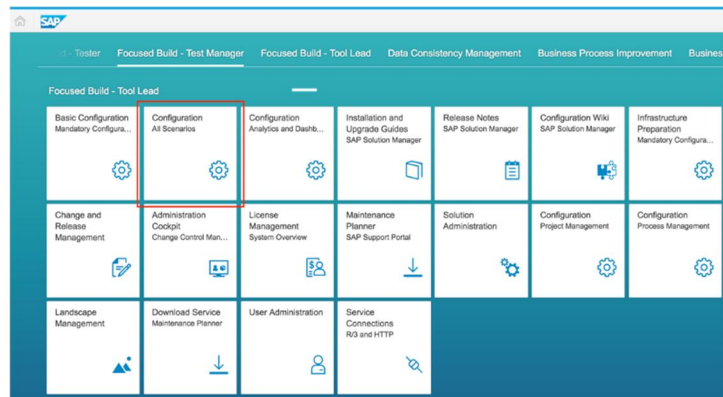 SAP
- Tester Focused Build - Test Manager Focused Build - Tool Lead Data Consistency Management Business Process Improvement Busines
Focused Build - Tool Lead
Basic Configuration
Mandatory Configura...
Configuration
All Scenarios
Configuration
Analytics and Dashb...
Installation and
Upgrade Guides
SAP Solution Manager
Release Notes
SAP Solution Manager
Configuration Wiki
SAP Solution Manager
Infrastructure
Preparation
Mandatory Configura...
Change and
Release
Management
Administration
Cockpit
Change Control Man...
License
Management
System Overview
Maintenance
Planner
SAP Support Portal
Solution
Administration
Configuration
Project Management
Configuration
Process Management
Landscape
Management
Download Service
Maintenance Planner
User Administration
Service
Connections
R/3 and HTTP